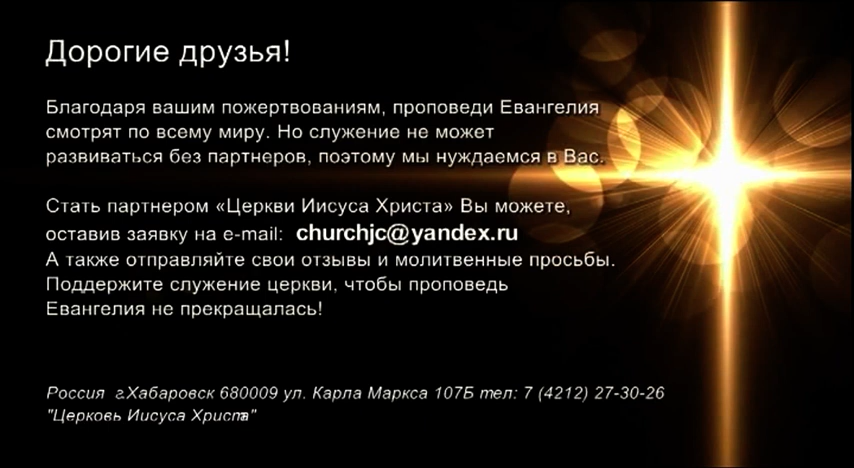 Дорогие друзья!
Благодаря вашим пожертвованиям, проповеди Евангелия
смотрят по всему миру. Но служение не может
развиваться без партнеров, поэтому мы нуждаемся в Вас.
Стать партнером «Церкви Иисуса Христа» Вы можете,
оставив заявку на e-mail: churchjc@yandex.ru
А также отправляйте свои отзывы и молитвенные просьбы.
Поддержите служение церкви, чтобы проповедь
Евангелия не прекращалась!
Россия г.Хабаровск 680009 ул. Карла Маркса 107Б тел: 7 (4212) 27-30-26
"Церковь Иисуса Христа"